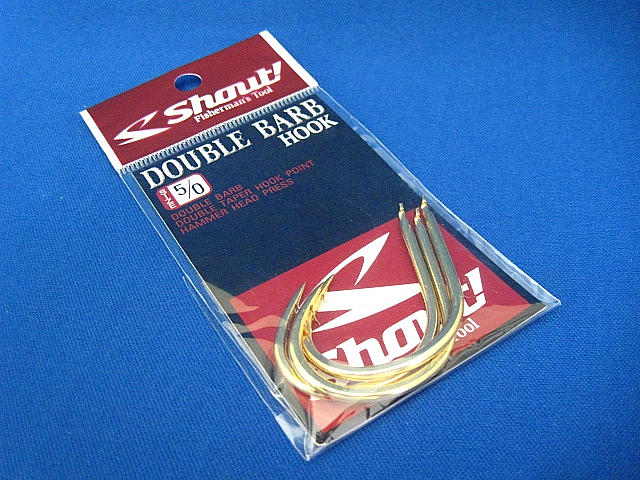 Shout!
Fisherman's Tool
DOUBLE BARB
HOOK
SIZE 5/0
DOUBLE BARB
DOUBLE TAPER HOOK POINT
HAMMER HEAD PRESS
Shout!
Tool